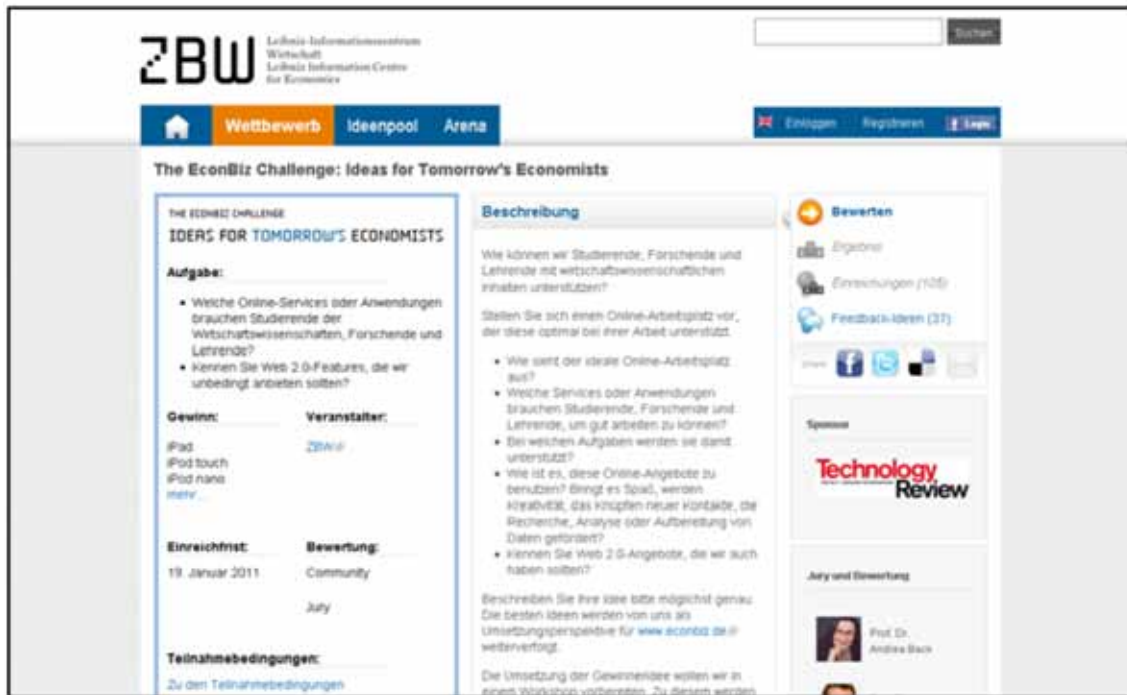 ZBW
Leibniz-Informationszentrum
Wirtschaft
Leibniz Information Centre
for Economics
Suchen
Wettbewerb
Ideenpool
Arena
Einloggen
Registrieren
Login
The EconBiz Challenge: Ideas for Tomorrow's Economists
THE ECONBIZ CHALLENGE
IDEAS FOR TOMORROW'S ECONOMISTS
Aufgabe:
• Welche Online-Services oder Anwendungen
brauchen Studierende der
Wirtschaftswissenschaften, Forschende und
Lehrende?
• Kennen Sie Web 2.0-Features, die wir
unbedingt anbieten sollten?
Gewinn:
iPad
iPod touch
iPod nano
mehr...
Veranstalter:
ZBW
Einreichfrist:
19. Januar 2011
Bewertung:
Community
Jury
Teilnahmebedingungen:
Zu den Teilnahmebedingungen
Beschreibung
Wie können wir Studierende, Forschende und
Lehrende mit wirtschaftswissenschaftlichen
Inhalten unterstützen?
Stellen Sie sich einen Online-Arbeitsplatz vor,
der diese optimal bei ihrer Arbeit unterstützt.
• Wie sieht der ideale Online-Arbeitsplatz
aus?
• Welche Services oder Anwendungen
brauchen Studierende, Forschende und
Lehrende, um gut arbeiten zu können?
• Bei welchen Aufgaben werden sie damit
unterstützt?
• Wie ist es, diese Online-Angebote zu
benutzen? Bringt es Spaß, werden
Kreativität, das Knüpfen neuer Kontakte, die
Recherche, Analyse oder Aufbereitung von
Daten gefördert?
• Kennen Sie Web 2.0-Angebote, die wir auch
haben sollten?
Beschreiben Sie Ihre Idee bitte möglichst genau.
Die besten Ideen werden von uns als
Umsetzungsperspektive für www.econbiz.de
weiterverfolgt.
Die Umsetzung der Gewinneridee wollen wir in
einem Workshop vorbereiten. Zu diesem werden
Bewerten
Ergebnis
Einreichungen (105)
Feedback-Ideen (37)
Sponsor
Technology
Review
Jury und Bewertung
Prof. Dr.
Andrea Back